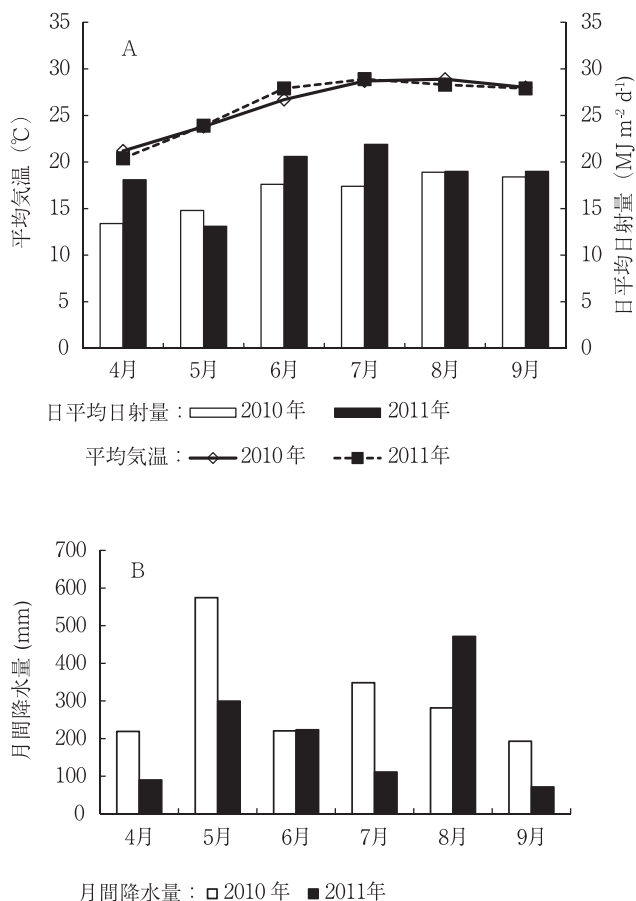 A
平均気温 (℃)
35
30
25
20
15
10
5
0
日平均日射量 (MJ m-2 d-1)
35
30
25
20
15
10
5
0
4月 5月 6月 7月 8月 9月
日平均日射量： 2010年 2011年
平均気温： 2010年 2011年
B
月間降水量 (mm)
700
600
500
400
300
200
100
0
4月 5月 6月 7月 8月 9月
月間降水量： 2010年 2011年